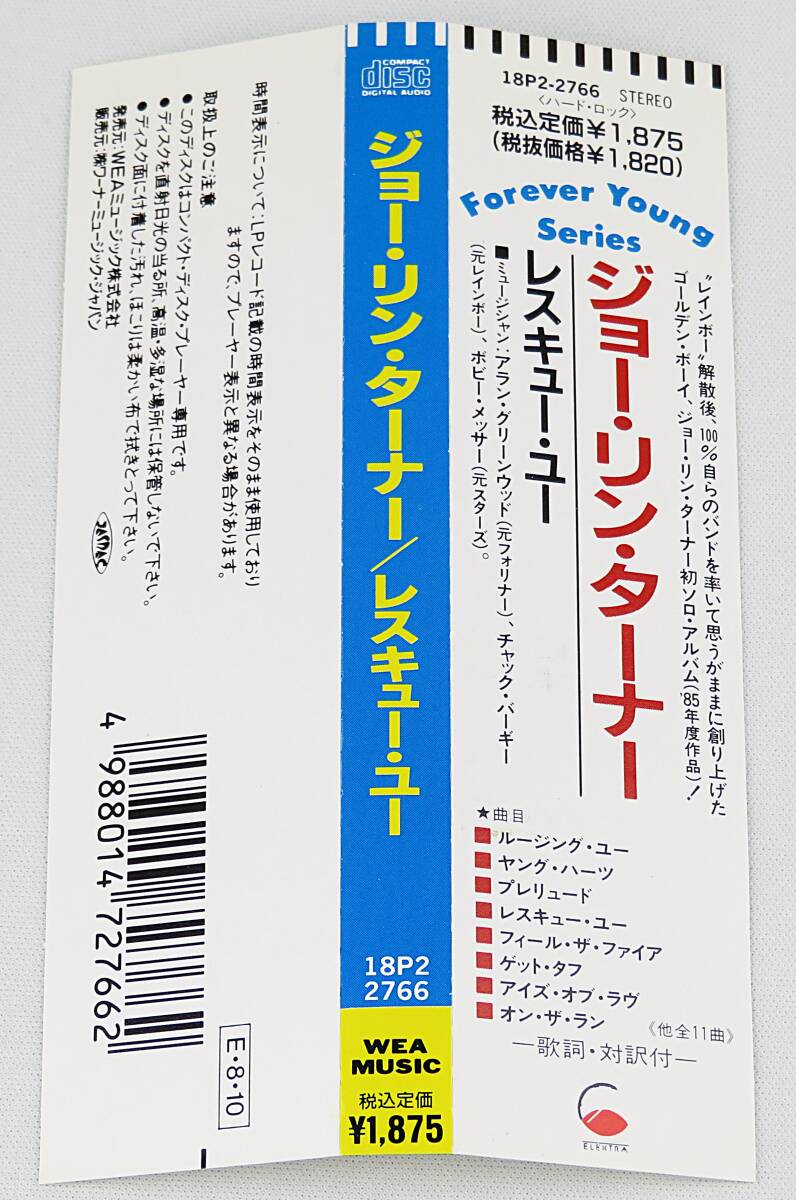 18P2-2766 STEREO
〈ハード・ロック〉
税込定価¥1,875
(税抜価格¥1,820)
Forever Young
Series
"レインボー"解散後、100％自らのバンドを率いて思うがままに創り上げた
ゴールデン・ボーイ、ジョー・リン・ターナー初ソロ・アルバム('85年度作品)！
ジョー・リン・ターナー
レスキュー・ユー
■ミュージシャン：アラン・グリーンウッド(元フォリナー)、チャック・バーギー
(元レインボー)、ボビー・メッサー(元スターズ)。
★曲目
■ルージング・ユー
■ヤング・ハーツ
■プレリュード
■レスキュー・ユー
■フィール・ザ・ファイア
■ゲット・タフ
■アイズ・オブ・ラヴ
■オン・ザ・ラン
《他全11曲》
—歌詞・対訳付—
ELEKTRA
COMPACT
disc
DIGITAL AUDIO
ジョー・リン・ターナー／レスキュー・ユー
18P2
2766
WEA
MUSIC
税込定価
¥1,875
時間表示について：LPレコード記載の時間表示をそのまま使用しており
ますので、プレーヤー表示と異なる場合があります。
取扱上のご注意
●このディスクはコンパクト・ディスク・プレーヤー専用です。
●ディスクを直射日光の当る所、高温・多湿な場所には保管しないで下さい。
●ディスク面に付着した汚れ、ほこりは柔かい布で拭きとって下さい。
発売元：WEAミュージック株式会社
販売元：㈱ワーナーミュージック・ジャパン
JASRAC
4 988014 727662
E・8・10